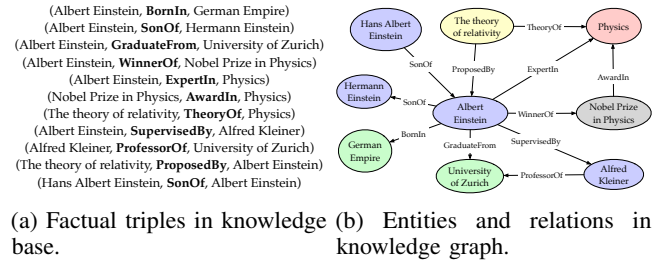 (Albert Einstein, BornIn, German Empire)
(Albert Einstein, SonOf, Hermann Einstein)
(Albert Einstein, GraduateFrom, University of Zurich)
(Albert Einstein, WinnerOf, Nobel Prize in Physics)
(Albert Einstein, ExpertIn, Physics)
(Nobel Prize in Physics, AwardIn, Physics)
(The theory of relativity, TheoryOf, Physics)
(Albert Einstein, SupervisedBy, Alfred Kleiner)
(Alfred Kleiner, ProfessorOf, University of Zurich)
(The theory of relativity, ProposedBy, Albert Einstein)
(Hans Albert Einstein, SonOf, Albert Einstein)
(a) Factual triples in knowledge
base.
Hans Albert
Einstein
The theory
of relativity
TheoryOf
Physics
SonOf
ProposedBy
ExpertIn
AwardIn
Hermann
Einstein
SonOf
Albert
Einstein
WinnerOf
Nobel Prize
in Physics
BornIn
GraduateFrom
SupervisedBy
German
Empire
University
of Zurich
ProfessorOf
Alfred
Kleiner
(b) Entities and relations in
knowledge graph.